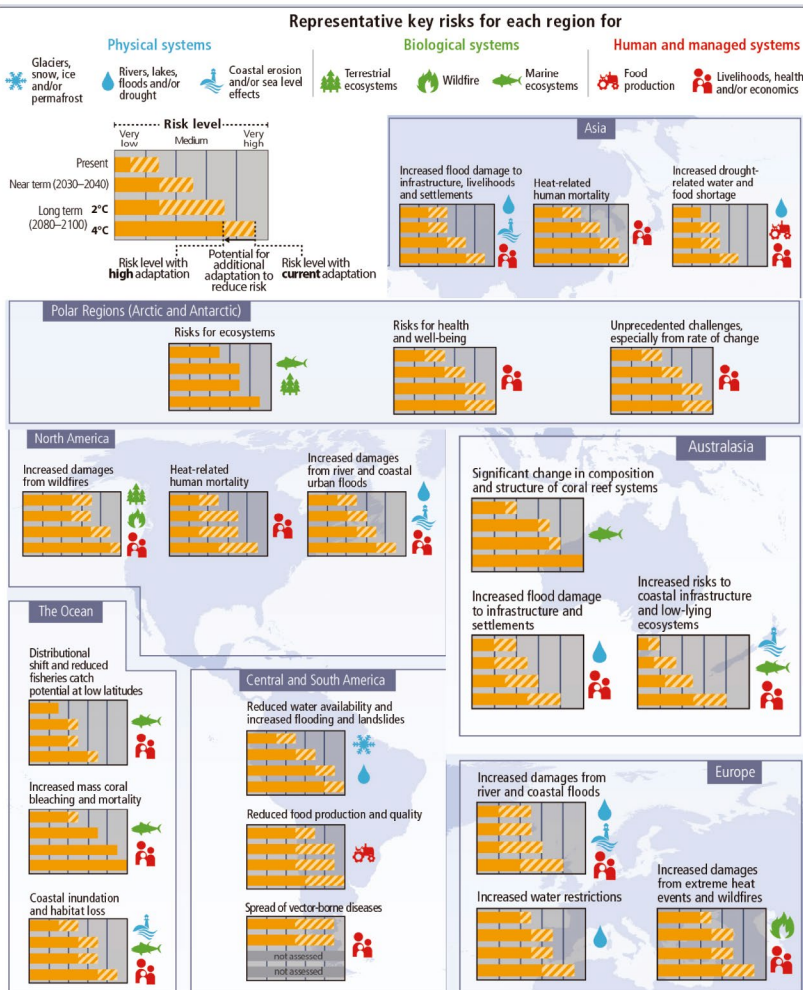 Representative key risks for each region for
Physical systems
Biological systems
Human and managed systems
Glaciers,
snow, ice
and/or
permafrost
Rivers, lakes,
floods and/or
drought
Coastal erosion
and/or sea level
effects
Terrestrial
ecosystems
Wildfire
Marine
ecosystems
Food
production
Livelihoods, health
and/or economics
Risk level
Very
low
Medium
Very
high
Present
Near term (2030–2040)
Long term
(2080–2100)
2°C
4°C
Risk level with
high adaptation
Potential for
additional
adaptation to
reduce risk
Risk level with
current adaptation
Asia
Increased flood damage to
infrastructure, livelihoods
and settlements
Heat-related
human mortality
Increased drought-
related water and
food shortage
Polar Regions (Arctic and Antarctic)
Risks for ecosystems
Risks for health
and well-being
Unprecedented challenges,
especially from rate of change
North America
Increased damages
from wildfires
Heat-related
human mortality
Increased damages
from river and coastal
urban floods
Australasia
Significant change in composition
and structure of coral reef systems
Increased flood damage
to infrastructure and
settlements
Increased risks to
coastal infrastructure
and low-lying
ecosystems
The Ocean
Distributional
shift and reduced
fisheries catch
potential at low latitudes
Increased mass coral
bleaching and mortality
Coastal inundation
and habitat loss
Central and South America
Reduced water availability and
increased flooding and landslides
Reduced food production and quality
Spread of vector-borne diseases
not assessed
not assessed
Europe
Increased damages from
river and coastal floods
Increased water restrictions
Increased damages
from extreme heat
events and wildfires